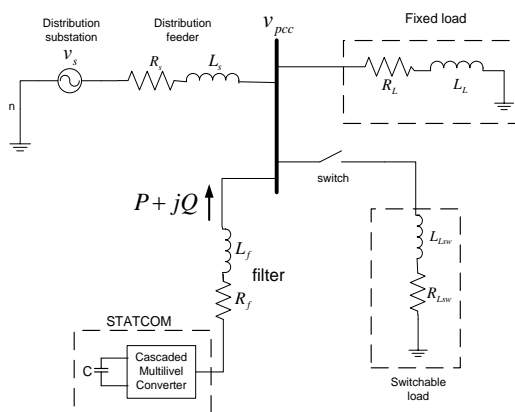 Distribution
substation
v_s
Distribution
feeder
R_s
L_s
v_pcc
Fixed load
R_L
L_L
n
switch
P + jQ
L_f
filter
R_f
L_Lsw
R_Lsw
STATCOM
C
Cascaded
Multilevel
Converter
Switchable
load